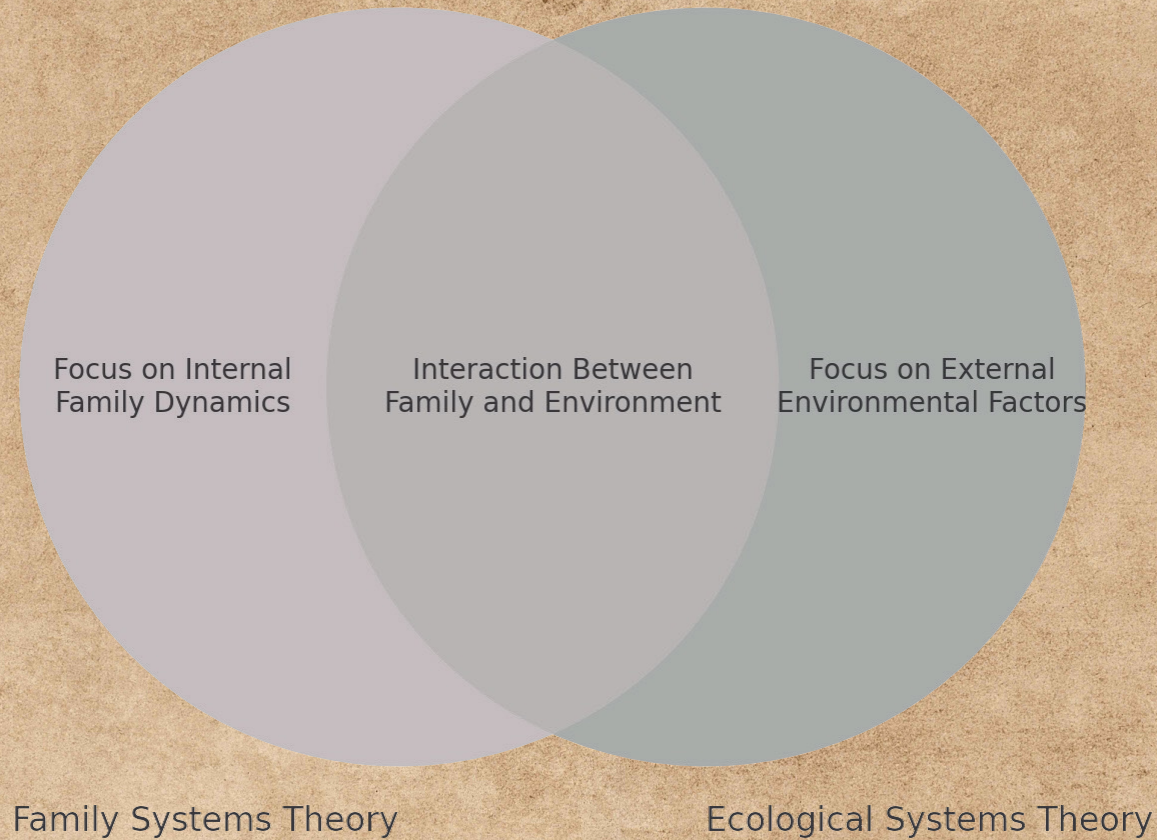 Focus on Internal
Family Dynamics
Interaction Between
Family and Environment
Focus on External
Environmental Factors
Family Systems Theory
Ecological Systems Theory